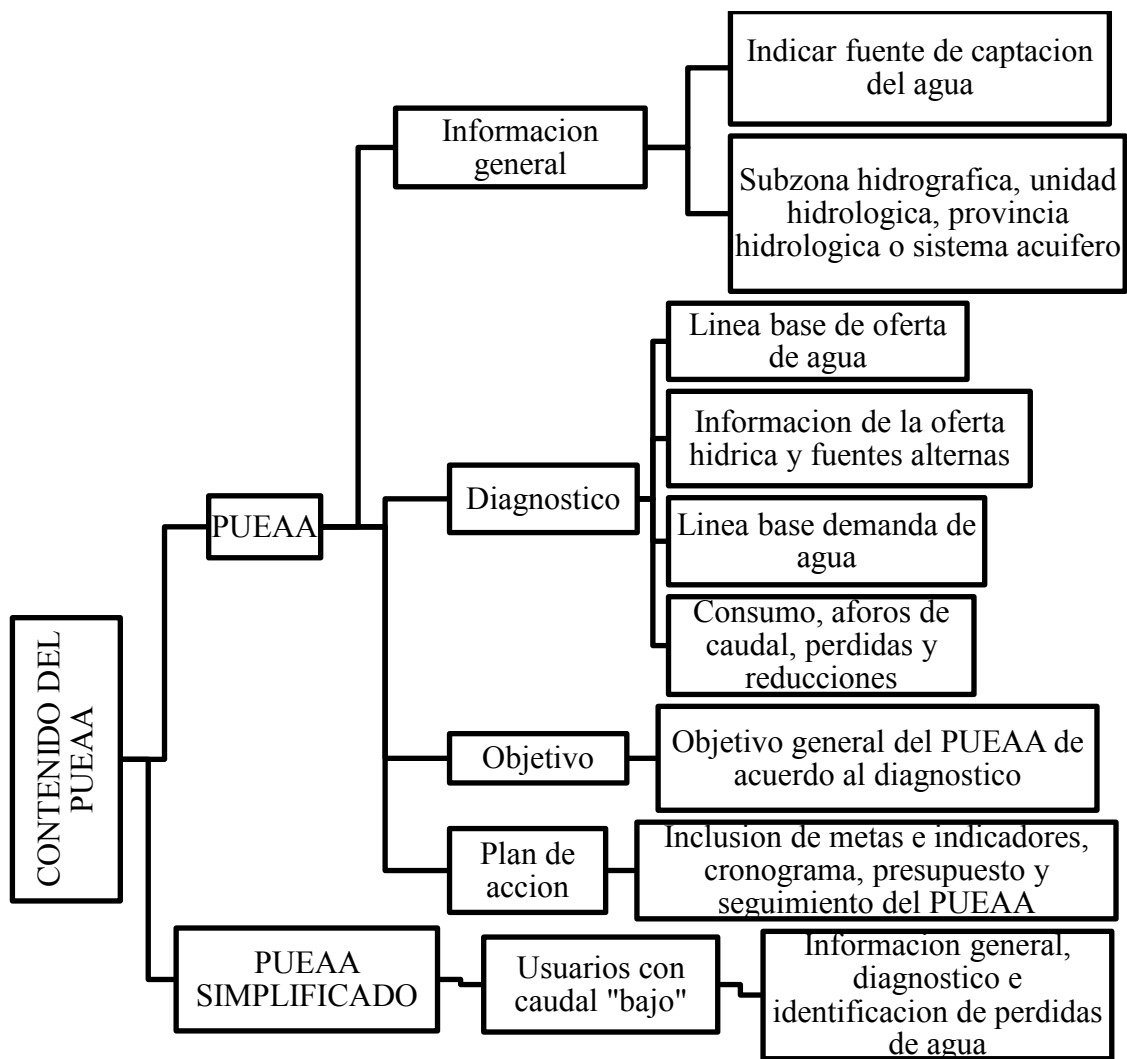 CONTENIDO DEL
PUEAA
PUEAA
Informacion
general
Indicar fuente de captacion
del agua
Subzona hidrografica, unidad
hidrologica, provincia
hidrologica o sistema acuifero
Diagnostico
Linea base de oferta
de agua
Informacion de la oferta
hidrica y fuentes alternas
Linea base demanda de
agua
Consumo, aforos de
caudal, perdidas y
reducciones
Objetivo
Objetivo general del PUEAA de
acuerdo al diagnostico
Plan de
accion
Inclusion de metas e indicadores,
cronograma, presupuesto y
seguimiento del PUEAA
PUEAA
SIMPLIFICADO
Usuarios con
caudal "bajo"
Informacion general,
diagnostico e
identificacion de perdidas
de agua